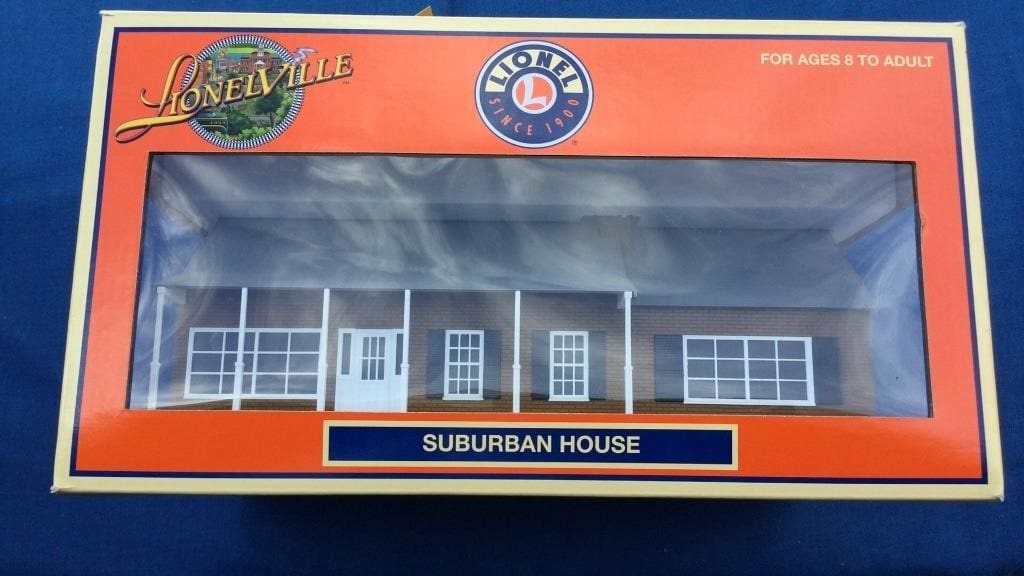 LIONELVILLE
LIONEL
L
SINCE 1900
FOR AGES 8 TO ADULT
SUBURBAN HOUSE